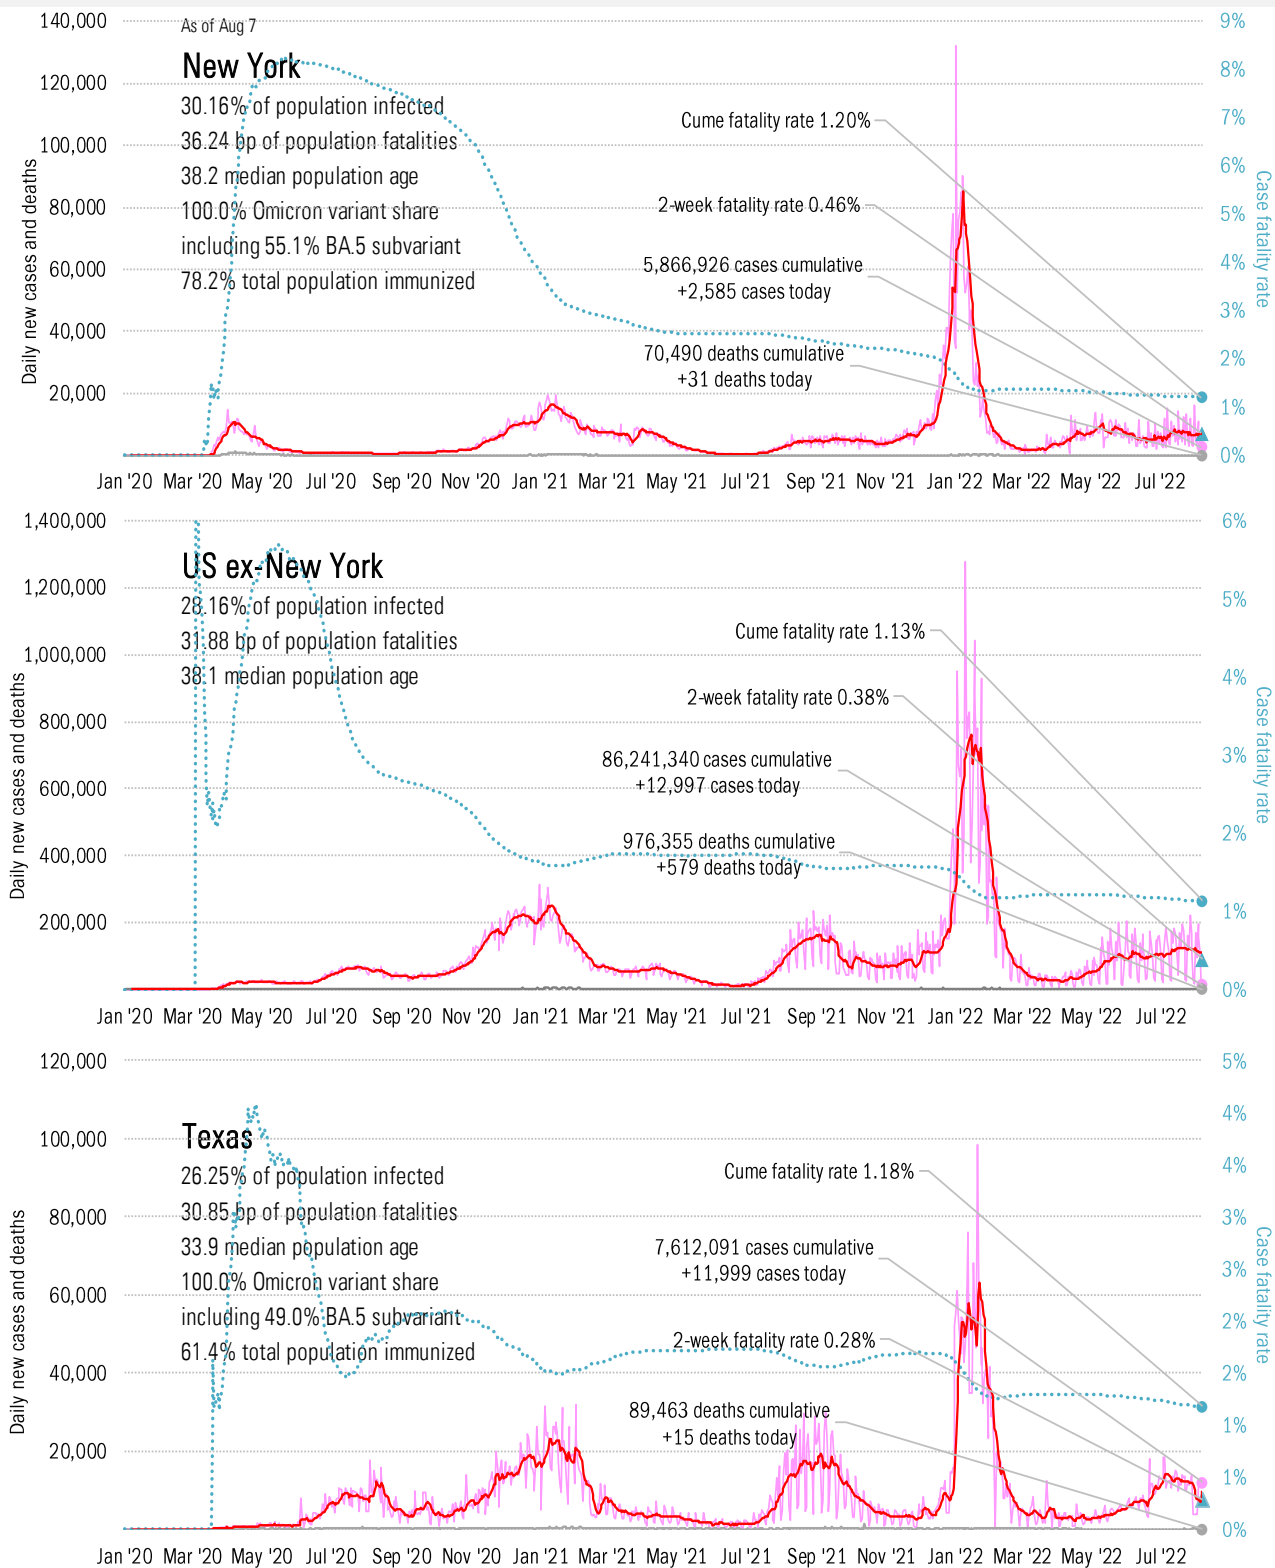 140,000
As of Aug 7
9%
New York
120,000
8%
30.16% of population infected
Cume fatality rate 1.20%
7%
36.24 bp of population fatalities
100,000
38.2 median population age
6%
80,000
100.0% Omicron variant share
2-week fatality rate 0.46%
5%
including 55.1% BA.5 subvariant
60,000
5,866,926 cases cumulative
+2,585 cases today
4%
78.2% total population immunized
40,000
3%
70,490 deaths cumulative
+31 deaths today
2%
20,000
1%
0%
Daily new cases and deaths
Case fatality rate
Jan '20 Mar '20 May '20 Jul '20 Sep '20 Nov '20 Jan '21 Mar '21 May '21 Jul '21 Sep '21 Nov '21 Jan '22 Mar '22 May '22 Jul '22
1,400,000
6%
US ex-New York
1,200,000
5%
28.16% of population infected
31.88 bp of population fatalities
Cume fatality rate 1.13%
1,000,000
38.1 median population age
4%
2-week fatality rate 0.38%
800,000
86,241,340 cases cumulative
+12,997 cases today
3%
600,000
976,355 deaths cumulative
+579 deaths today
2%
400,000
200,000
1%
0%
Daily new cases and deaths
Case fatality rate
Jan '20 Mar '20 May '20 Jul '20 Sep '20 Nov '20 Jan '21 Mar '21 May '21 Jul '21 Sep '21 Nov '21 Jan '22 Mar '22 May '22 Jul '22
120,000
5%
4%
Texas
100,000
26.25% of population infected
Cume fatality rate 1.18%
4%
30.85 bp of population fatalities
80,000
3%
33.9 median population age
7,612,091 cases cumulative
+11,999 cases today
3%
100.0% Omicron variant share
60,000
including 49.0% BA.5 subvariant
2-week fatality rate 0.28%
2%
61.4% total population immunized
40,000
2%
89,463 deaths cumulative
+15 deaths today
1%
20,000
1%
0%
Daily new cases and deaths
Case fatality rate
Jan '20 Mar '20 May '20 Jul '20 Sep '20 Nov '20 Jan '21 Mar '21 May '21 Jul '21 Sep '21 Nov '21 Jan '22 Mar '22 May '22 Jul '22